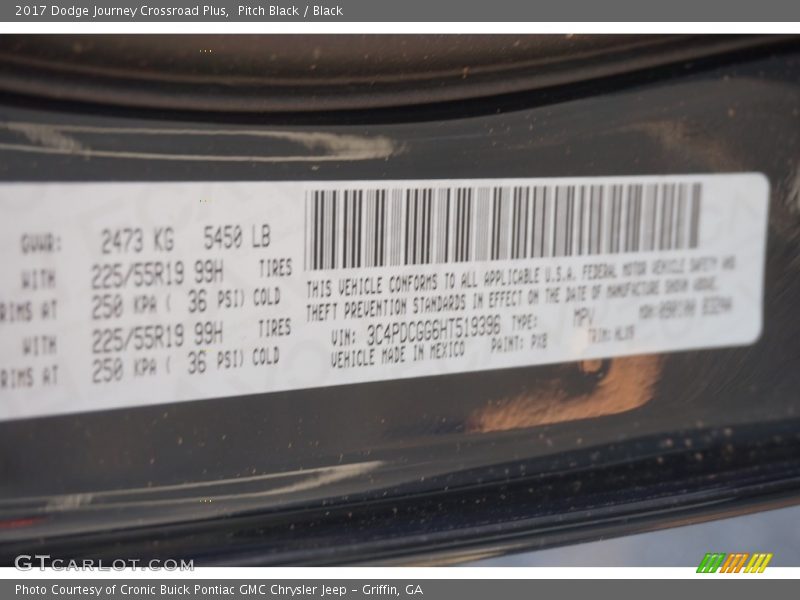 2017 Dodge Journey Crossroad Plus,  Pitch Black / Black
GVWR: 2473 KG 5450 LB
WITH 225/55R19 99H TIRES
RIMS AT 250 KPA ( 36 PSI) COLD
WITH 225/55R19 99H TIRES
RIMS AT 250 KPA ( 36 PSI) COLD
THIS VEHICLE CONFORMS TO ALL APPLICABLE U.S.A. FEDERAL MOTOR VEHICLE SAFETY AND
THEFT PREVENTION STANDARDS IN EFFECT ON THE DATE OF MANUFACTURE SHOWN ABOVE.
VIN: 3C4PDCGG6HT519396 TYPE: MPV
VEHICLE MADE IN MEXICO PAINT: PX8 TRIM:
GTCARLOT.COM
Photo Courtesy of Cronic Buick Pontiac GMC Chrysler Jeep - Griffin, GA